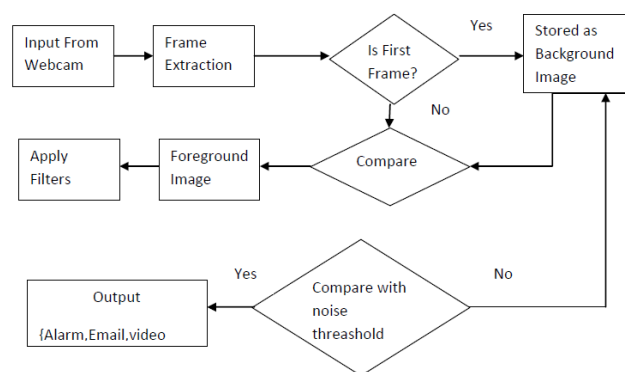 Input From
Webcam
Frame
Extraction
Is First
Frame?
Yes
Stored as
Background
Image
No
Compare
Foreground
Image
Apply
Filters
Compare with
noise
threashold
Yes
No
Output
{Alarm,Email,video